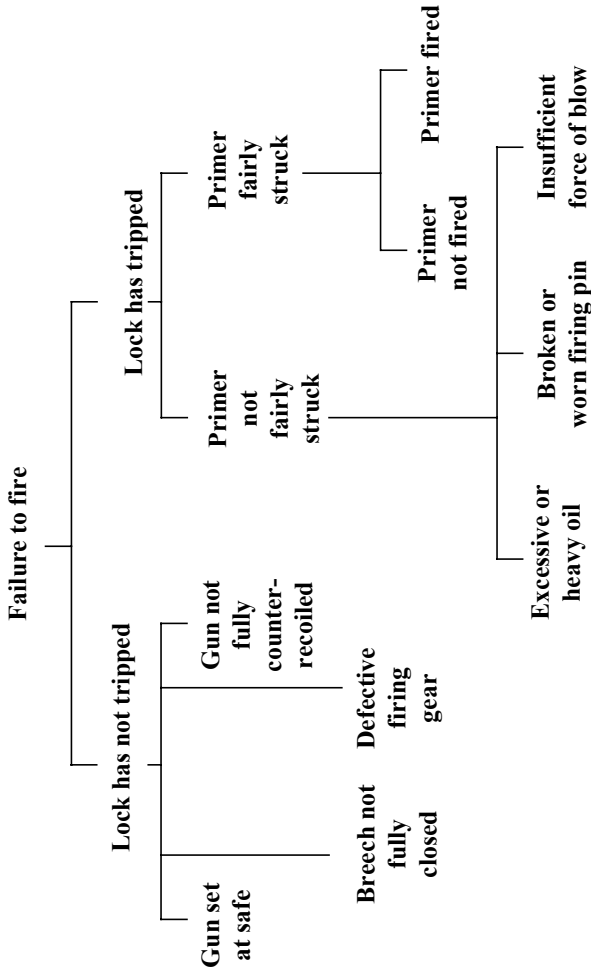 Failure to fire
Lock has not tripped
Lock has tripped
Gun set
at safe
Breech not
fully
closed
Defective
firing
gear
Gun not
fully
counter-
recoiled
Primer
not
fairly
struck
Primer
fairly
struck
Primer
not fired
Primer fired
Excessive or
heavy oil
Broken or
worn firing pin
Insufficient
force of blow